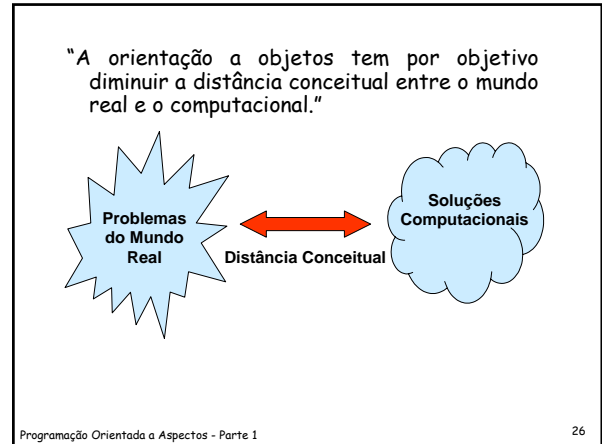 “A orientação a objetos tem por objetivo
diminuir a distância conceitual entre o mundo
real e o computacional.”
Problemas
do Mundo
Real
Distância Conceitual
Soluções
Computacionais
Programação Orientada a Aspectos - Parte 1
26